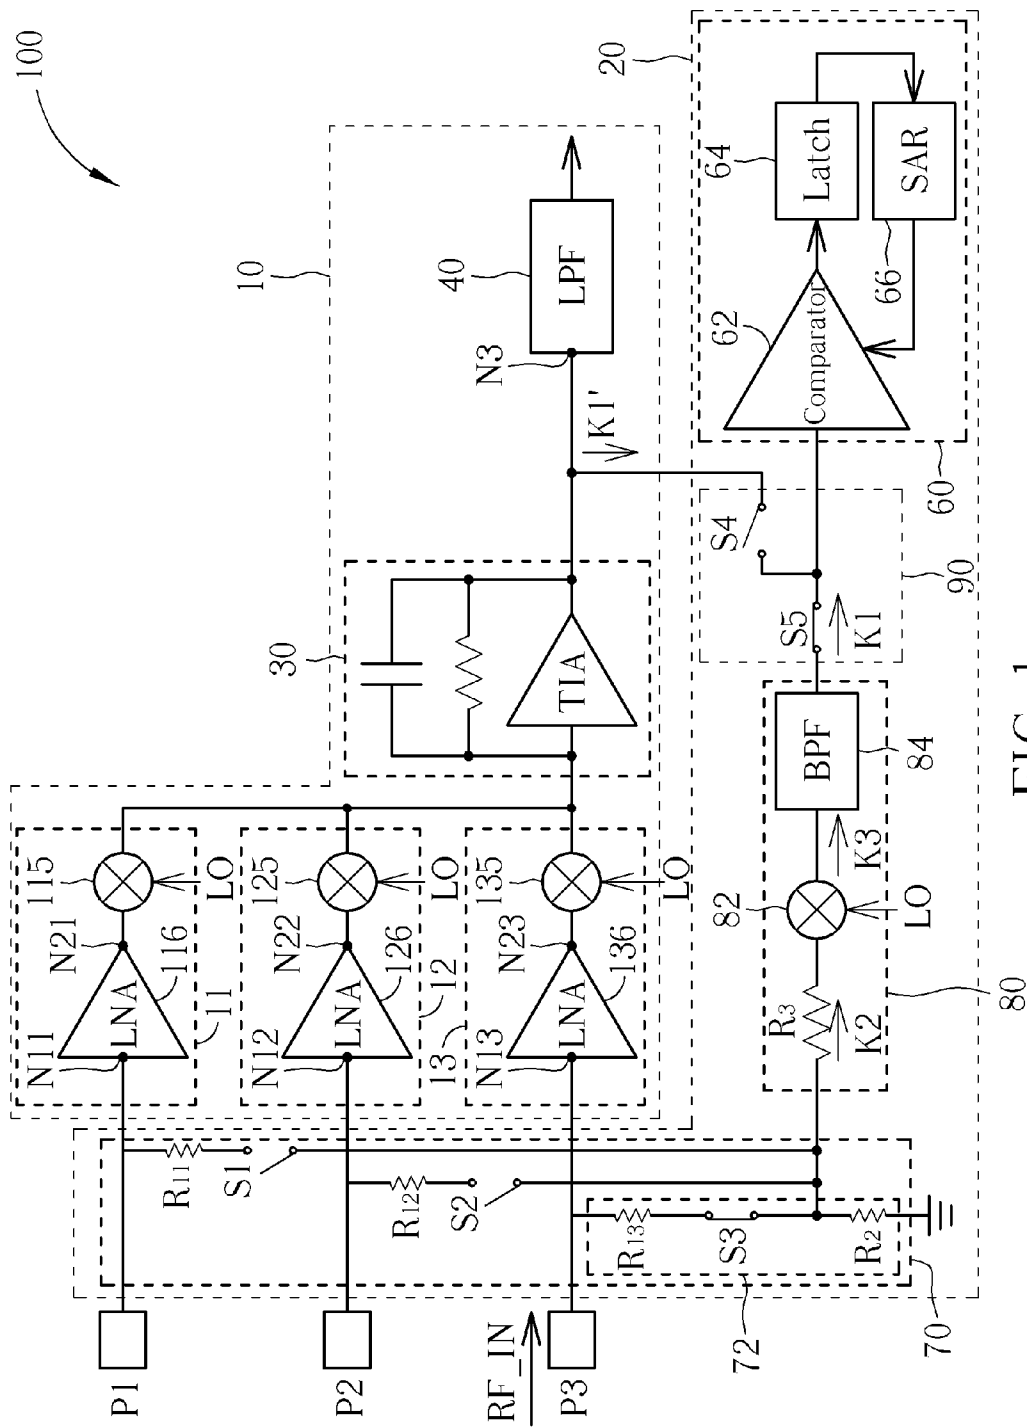 100
10
20
P1
N11
LNA
116
N21
115
LO
11
P2
N12
LNA
126
N22
125
LO
12
RF_IN
P3
13
N13
LNA
136
N23
135
LO
30
TIA
N3
40
LPF
K1'
R11
S1
R12
S2
R13
S3
R2
72
70
R3
K2
82
LO
K3
BPF
84
80
S4
S5
K1
90
60
62
Comparator
64
Latch
66
SAR